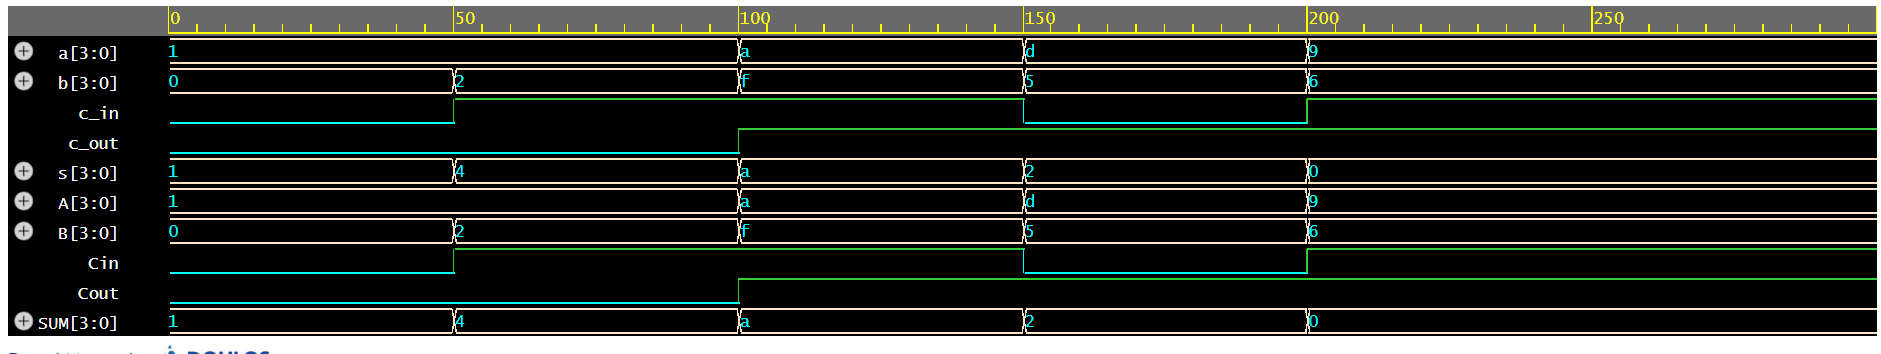 0 50 100 150 200 250
a[3:0] 1 a d 9
b[3:0] 0 2 f 5 6
c_in
c_out
s[3:0] 1 4 a 2 0
A[3:0] 1 a d 9
B[3:0] 0 2 f 5 6
Cin
Cout
SUM[3:0] 1 4 a 2 0